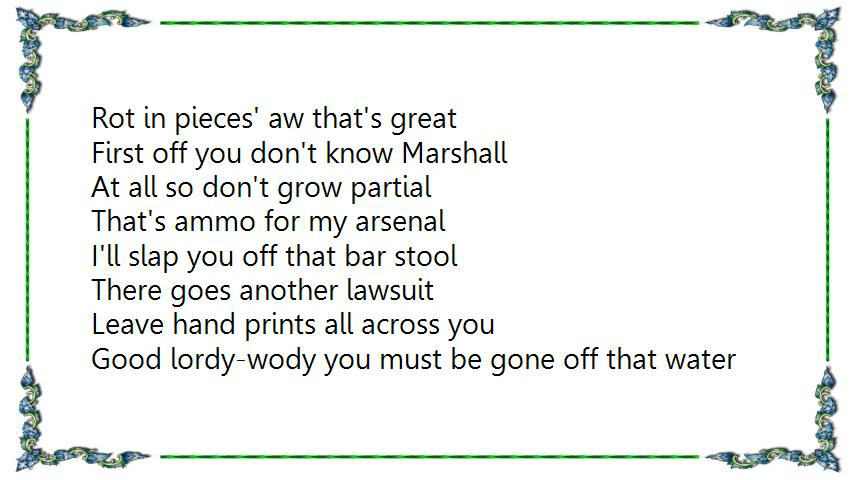 Rot in pieces' aw that's great
First off you don't know Marshall
At all so don't grow partial
That's ammo for my arsenal
I'll slap you off that bar stool
There goes another lawsuit
Leave hand prints all across you
Good lordy-wody you must be gone off that water